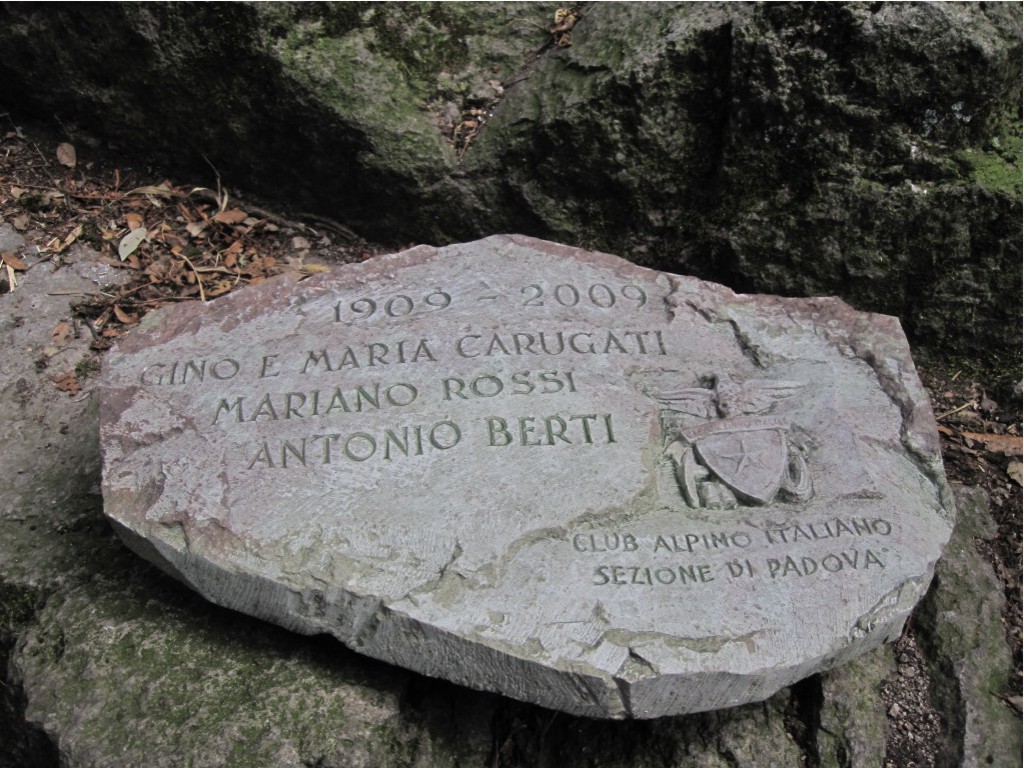 1909 - 2009
GINO E MARIA CARUGATI
MARIANO ROSSI
ANTONIO BERTI
CLUB ALPINO ITALIANO
SEZIONE DI PADOVA